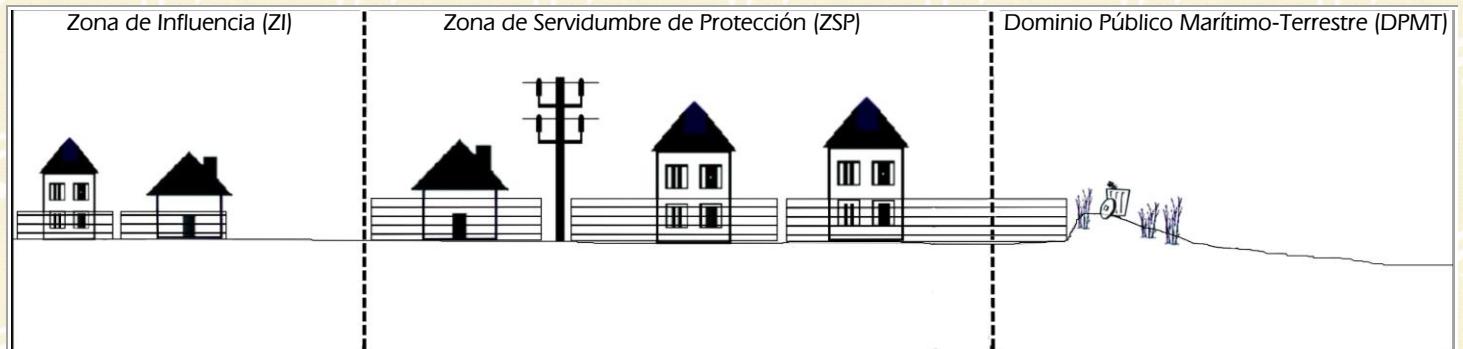 Zona de Influencia (ZI)
Zona de Servidumbre de Protección (ZSP)
Dominio Público Marítimo-Terrestre (DPMT)